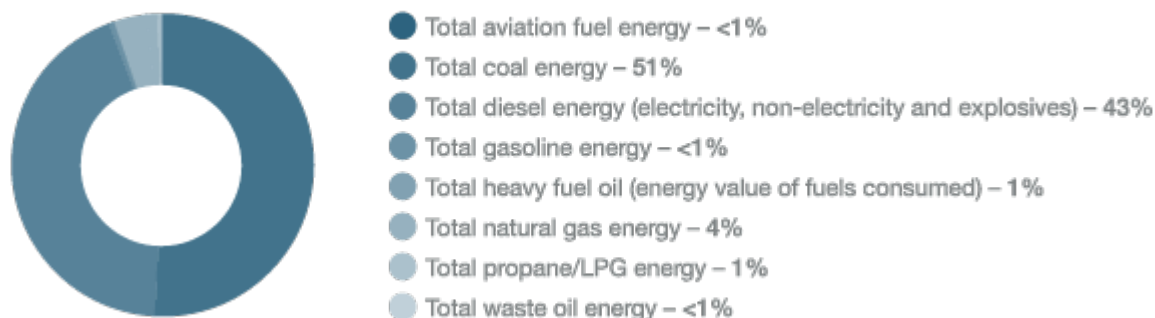 Total aviation fuel energy – <1%
Total coal energy – 51%
Total diesel energy (electricity, non-electricity and explosives) – 43%
Total gasoline energy – <1%
Total heavy fuel oil (energy value of fuels consumed) – 1%
Total natural gas energy – 4%
Total propane/LPG energy – 1%
Total waste oil energy – <1%